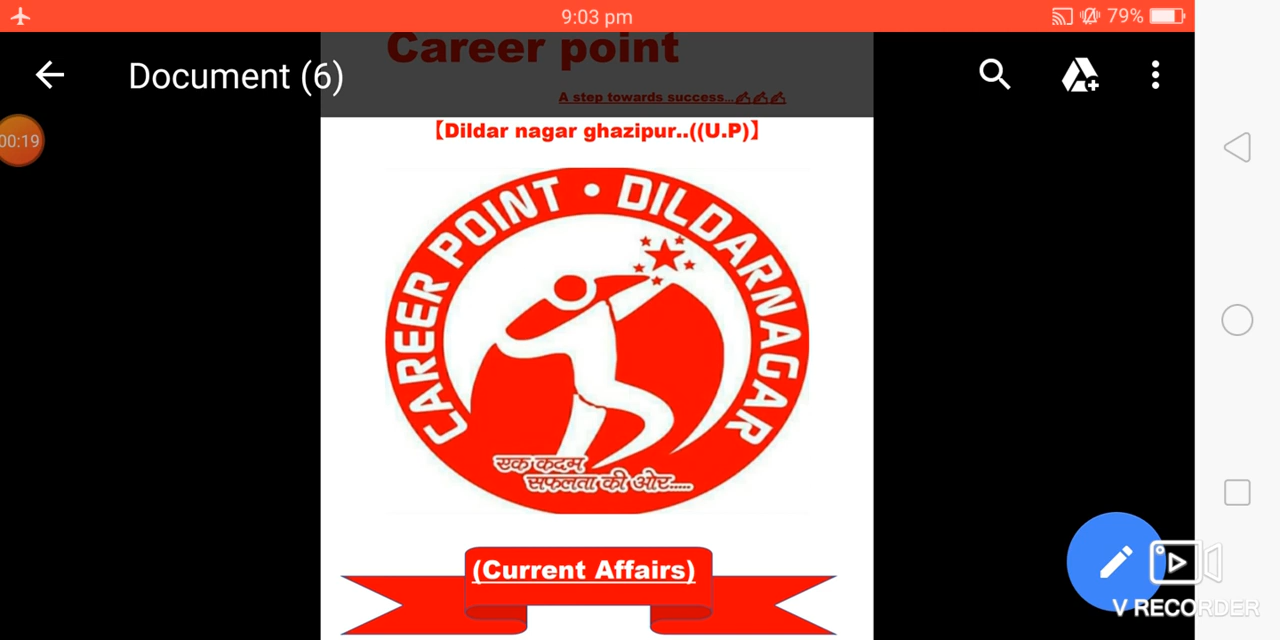 9:03 pm
79%
Career point
Document (6)
A step towards success...✍✍✍
00:19
【Dildar nagar ghazipur..((U.P)】
CAREER POINT • DILDARNAGAR
एक कदम
सफलता की ओर.....
(Current Affairs)
V RECORDER